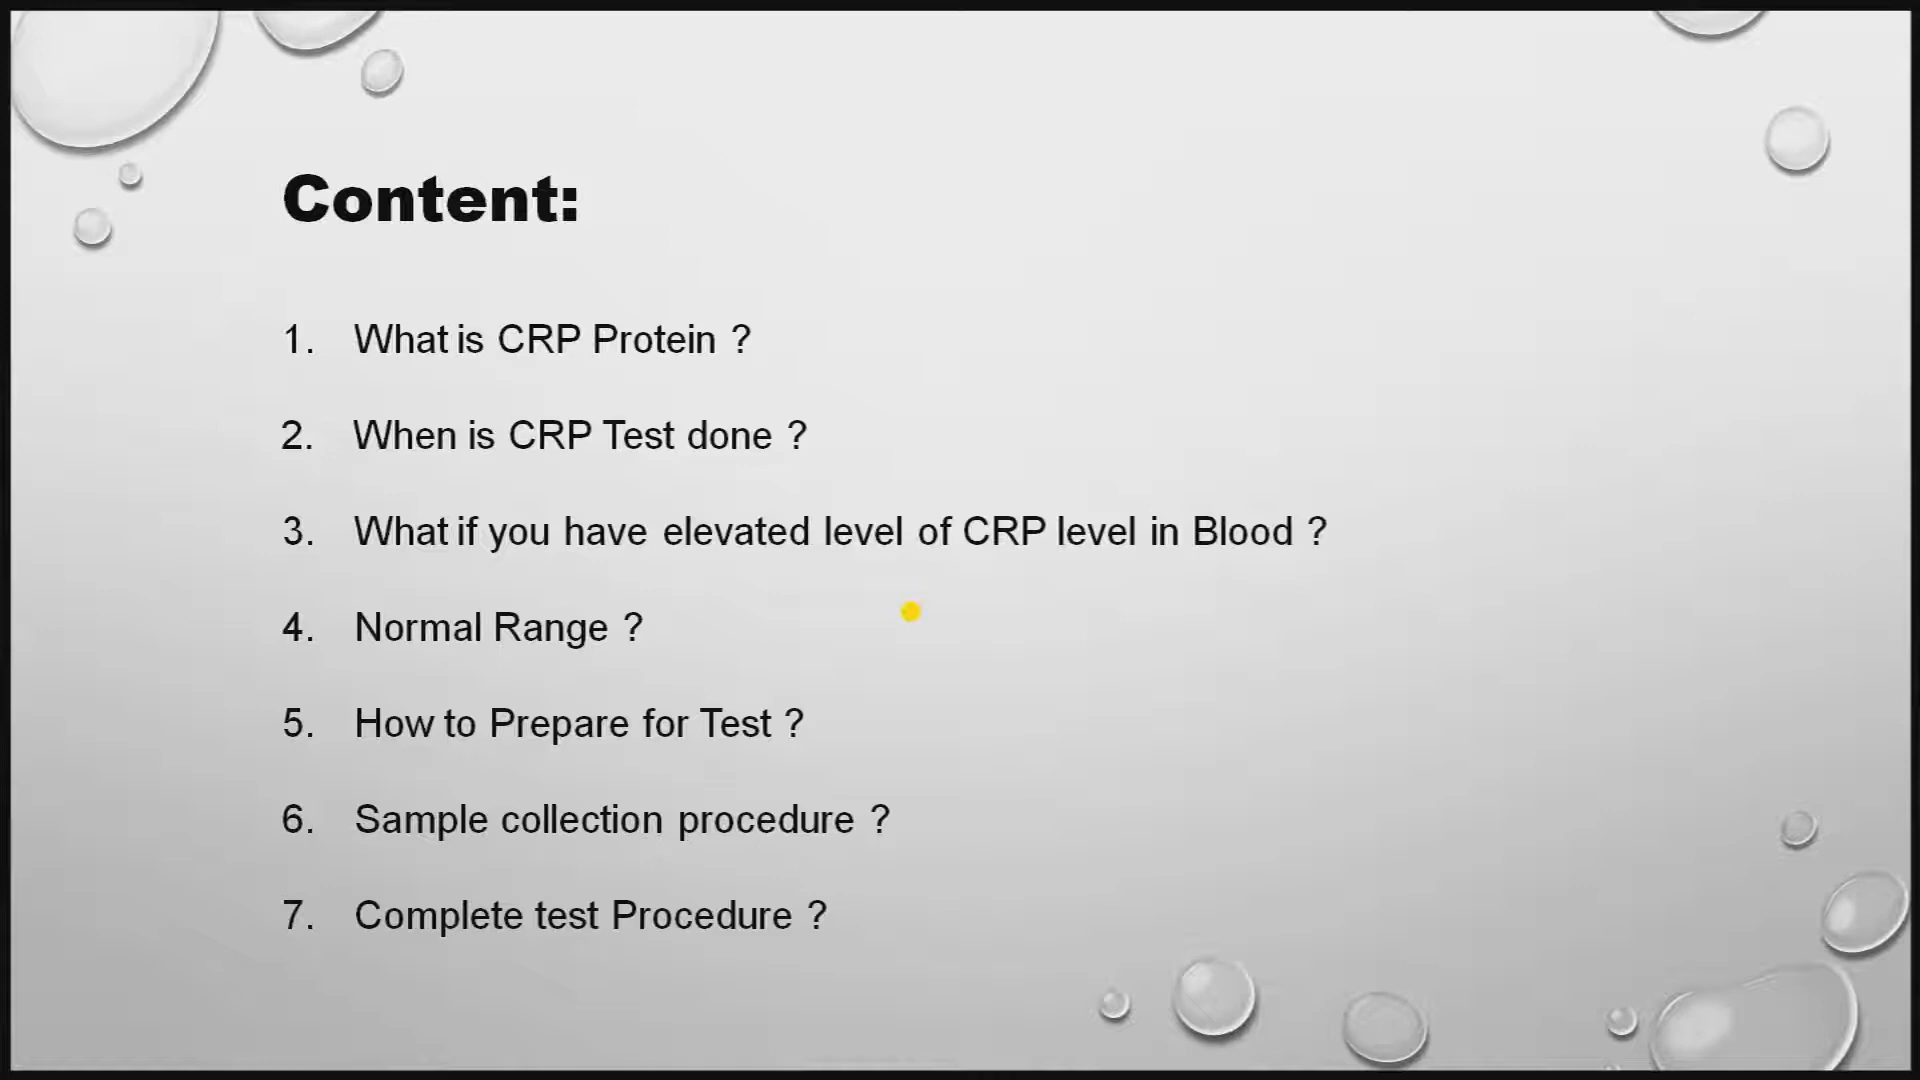 Content:
1. What is CRP Protein ?
2. When is CRP Test done ?
3. What if you have elevated level of CRP level in Blood ?
4. Normal Range ?
5. How to Prepare for Test ?
6. Sample collection procedure ?
7. Complete test Procedure ?